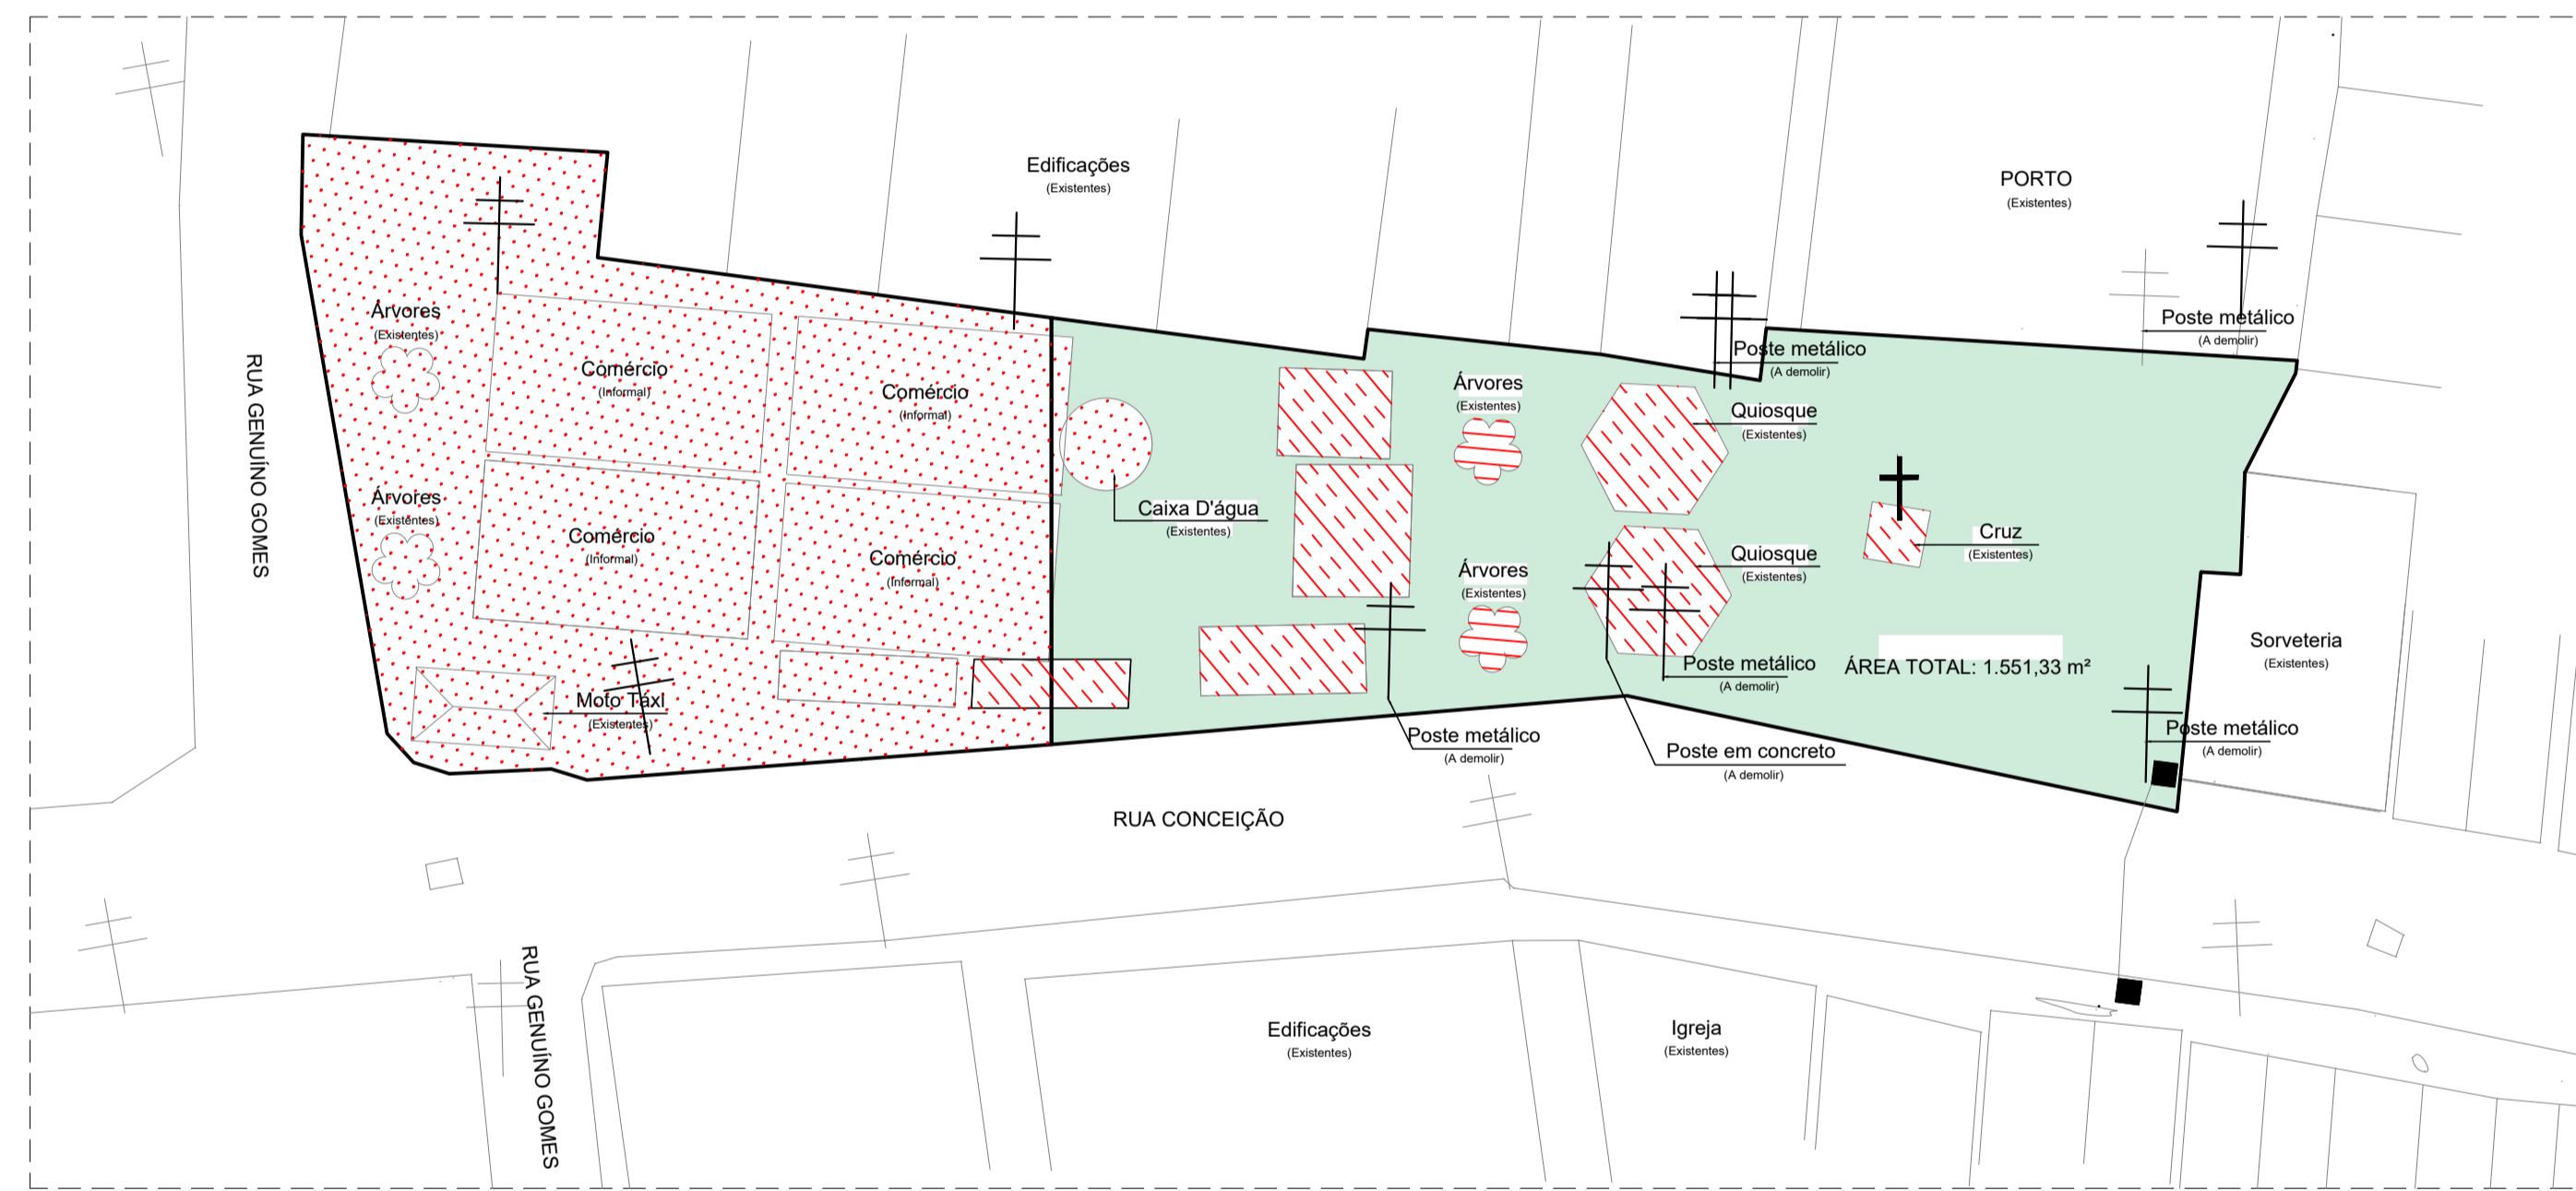 Edificações
(Existentes)
PORTO
(Existentes)
Árvores
(Existentes)
Poste metálico
(A demolir)
Comércio
(Informal)
Comércio
(Informal)
Árvores
(Existentes)
Poste metálico
(A demolir)
Quiosque
(Existentes)
RUA GENUÍNO GOMES
Árvores
(Existentes)
Caixa D'água
(Existentes)
Comércio
(Informal)
Comércio
(Informal)
Árvores
(Existentes)
Quiosque
(Existentes)
Cruz
(Existentes)
Sorveteria
(Existentes)
Poste metálico
(A demolir)
ÁREA TOTAL: 1.551,33 m²
Moto Táxi
(Existentes)
Poste metálico
(A demolir)
Poste em concreto
(A demolir)
Poste metálico
(A demolir)
RUA CONCEIÇÃO
RUA GENUÍNO GOMES
Edificações
(Existentes)
Igreja
(Existentes)